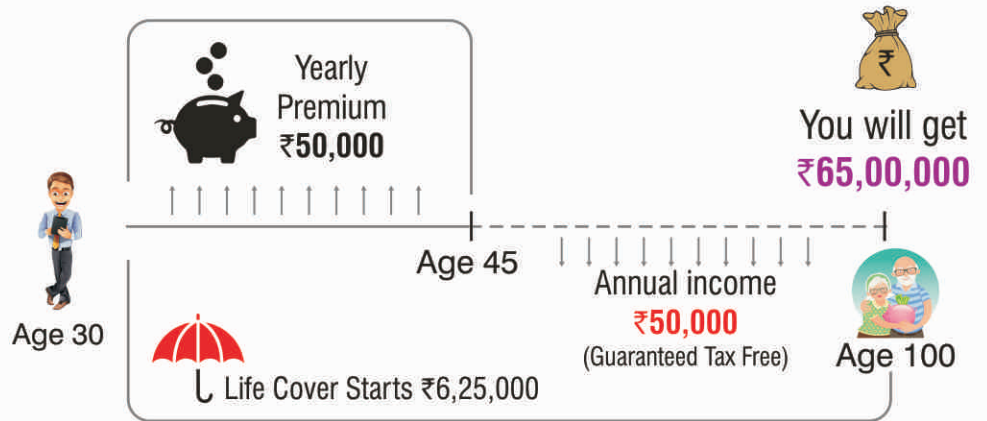 Yearly
Premium
₹50,000
₹
You will get
₹65,00,000
Age 45
Annual income
₹50,000
(Guaranteed Tax Free)
Age 30
Age 100
Life Cover Starts ₹6,25,000